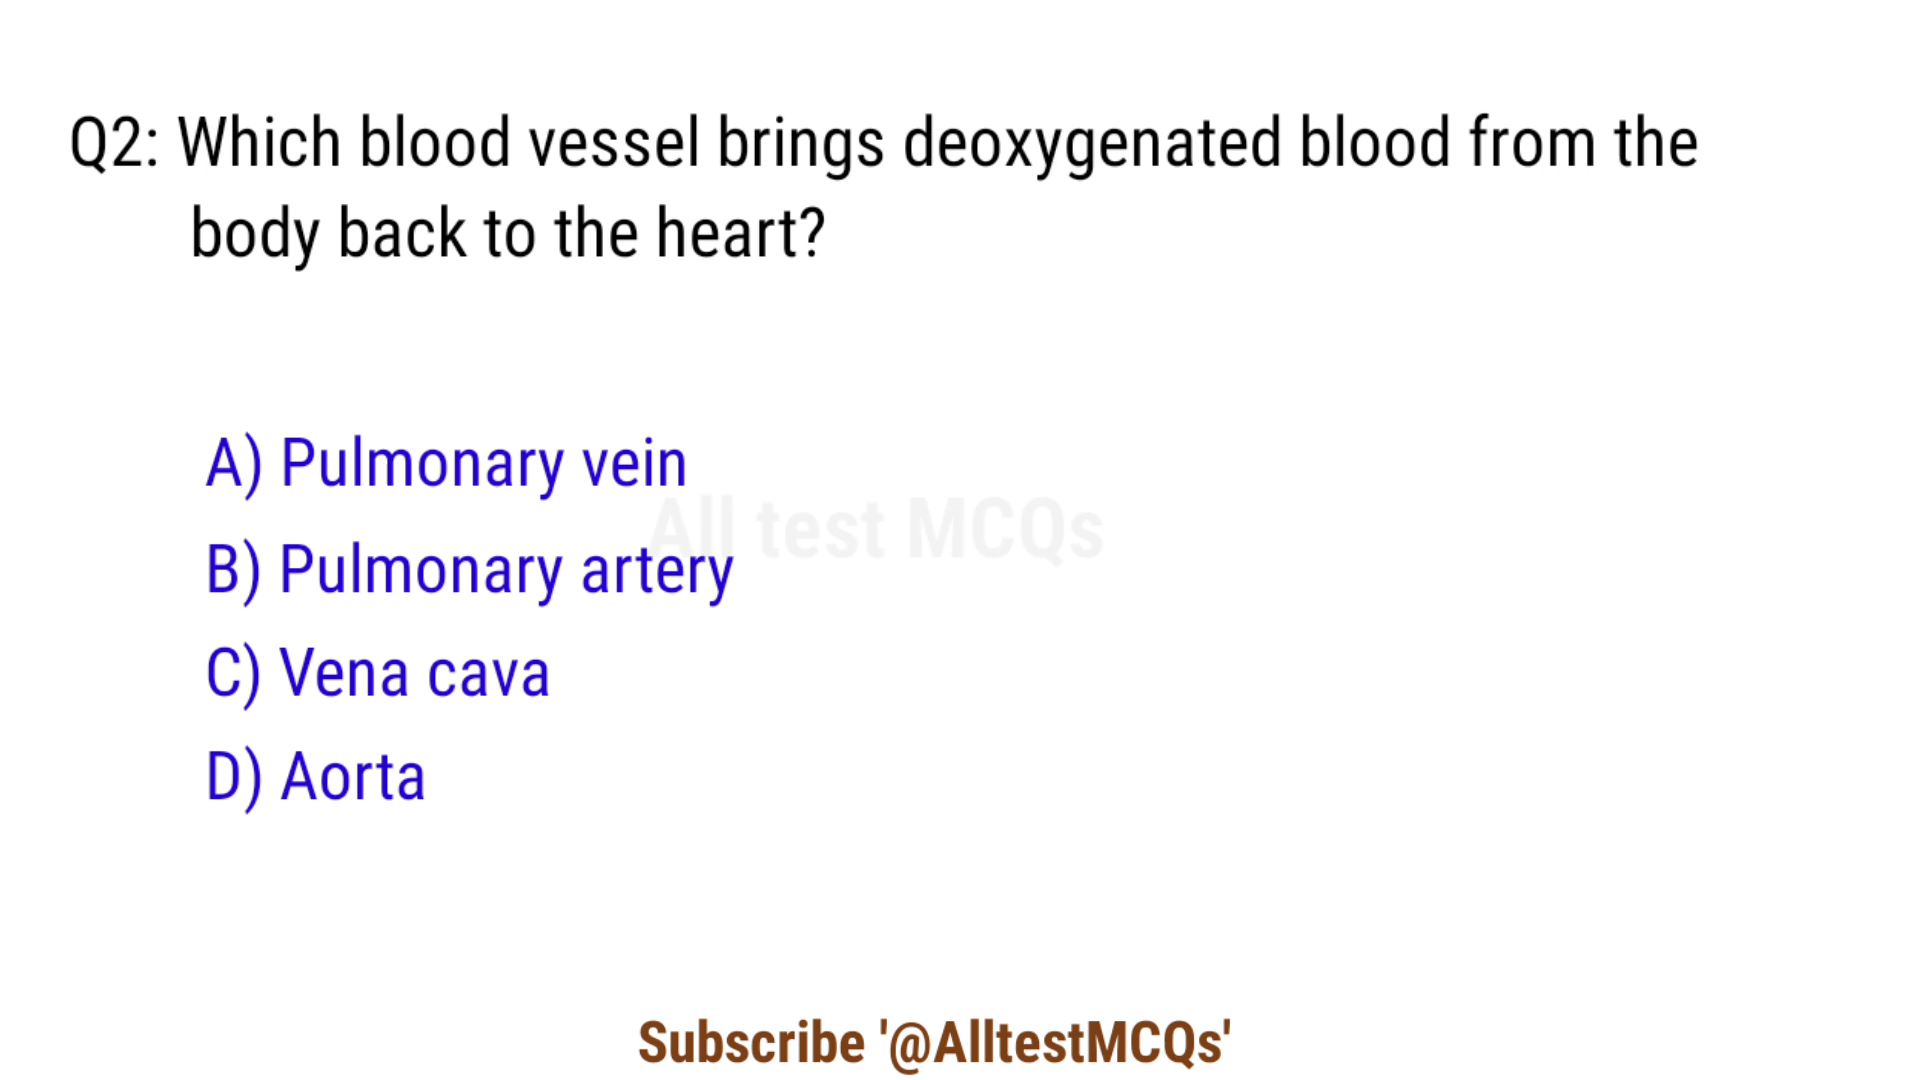 Q2: Which blood vessel brings deoxygenated blood from the
body back to the heart?
A) Pulmonary vein
All test MCQs
B) Pulmonary artery
C) Vena cava
D) Aorta
Subscribe '@AlltestMCQs'